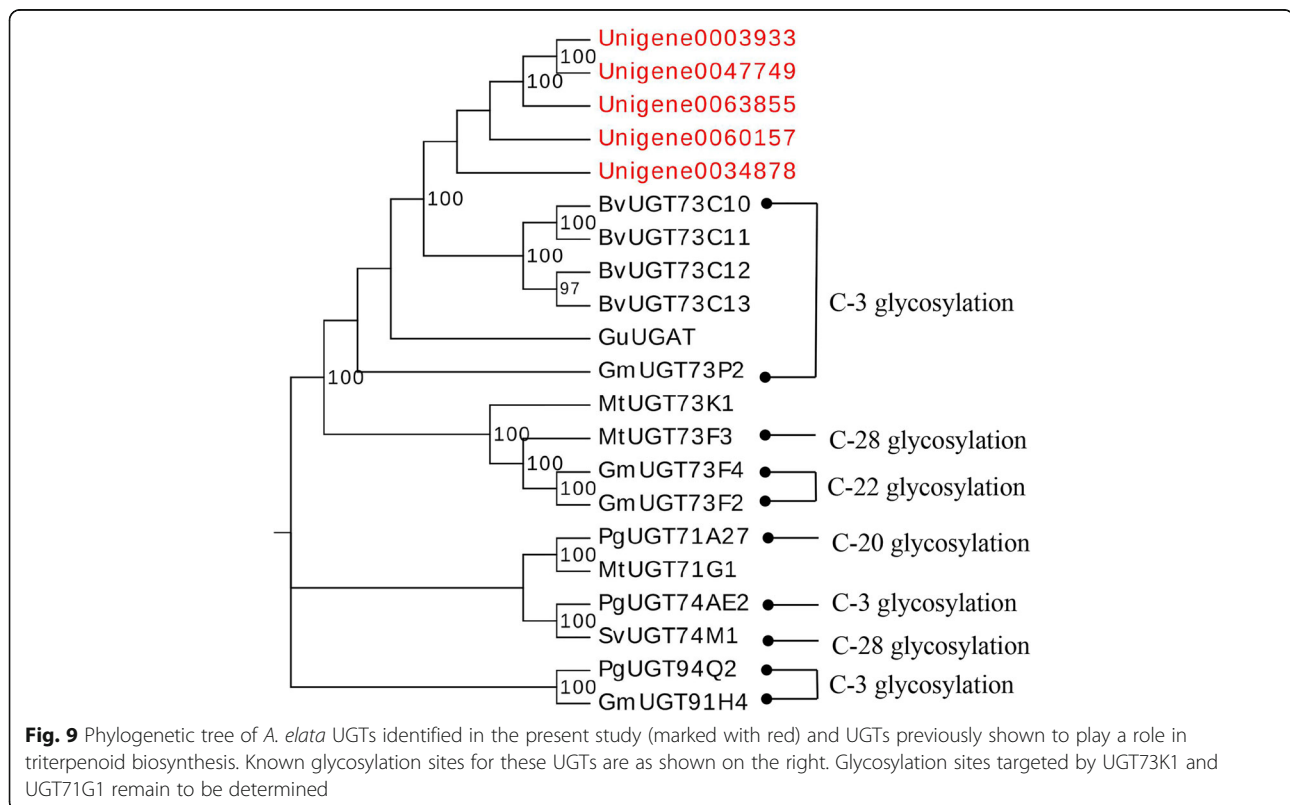 Unigene0003933
100
Unigene0047749
100
Unigene0063855
Unigene0060157
Unigene0034878
100
BvUGT73C10
100
BvUGT73C11
100
BvUGT73C12
97
BvUGT73C13
C-3 glycosylation
GuUGAT
GmUGT73P2
100
MtUGT73K1
100
MtUGT73F3
C-28 glycosylation
100
GmUGT73F4
100
C-22 glycosylation
GmUGT73F2
PgUGT71A27
C-20 glycosylation
100
MtUGT71G1
PgUGT74AE2
C-3 glycosylation
100
SvUGT74M1
C-28 glycosylation
PgUGT94Q2
100
C-3 glycosylation
GmUGT91H4
Fig. 9 Phylogenetic tree of A. elata UGTs identified in the present study (marked with red) and UGTs previously shown to play a role in
triterpenoid biosynthesis. Known glycosylation sites for these UGTs are as shown on the right. Glycosylation sites targeted by UGT73K1 and
UGT71G1 remain to be determined